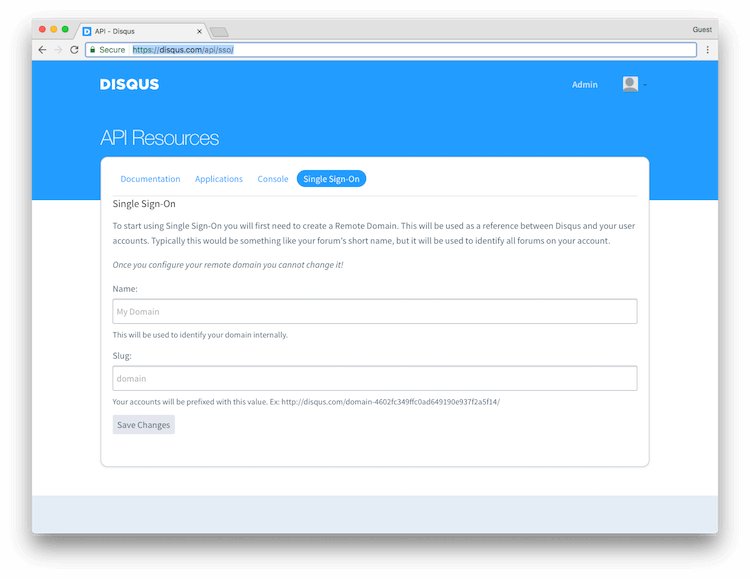 API - Disqus
Guest
Secure https://disqus.com/api/sso/
DISQUS
Admin
API Resources
Documentation Applications Console Single Sign-On
Single Sign-On
To start using Single Sign-On you will first need to create a Remote Domain. This will be used as a reference between Disqus and your user
accounts. Typically this would be something like your forum's short name, but it will be used to identify all forums on your account.
Once you configure your remote domain you cannot change it!
Name:
My Domain
This will be used to identify your domain internally.
Slug:
domain
Your accounts will be prefixed with this value. Ex: http://disqus.com/domain-4602fc349ffc0ad649190e937f2a5f14/
Save Changes